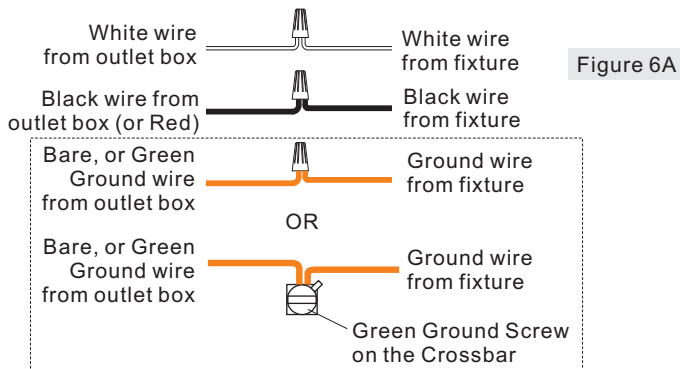 White wire
from outlet box
White wire
from fixture
Figure 6A
Black wire from
outlet box (or Red)
Black wire
from fixture
Bare, or Green
Ground wire
from outlet box
Ground wire
from fixture
OR
Bare, or Green
Ground wire
from outlet box
Ground wire
from fixture
Green Ground Screw
on the Crossbar